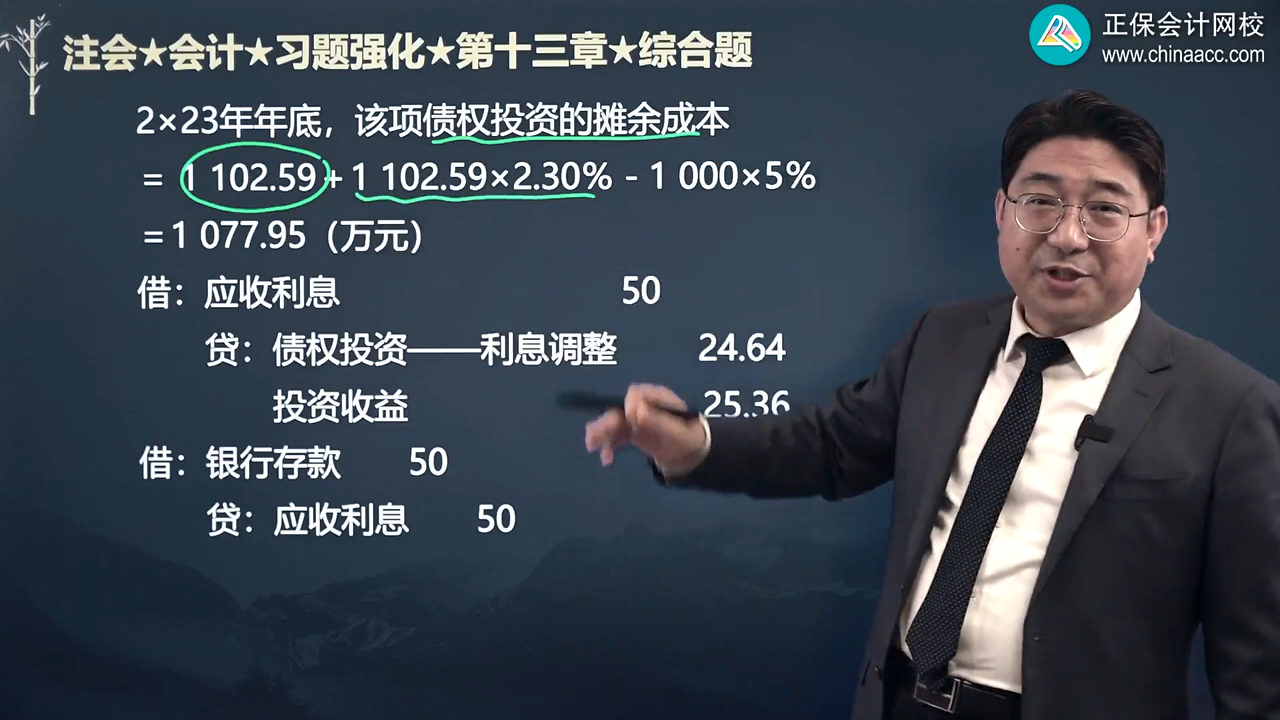 正保会计网校
www.chinaacc.com
注会★会计★习题强化★第十三章★综合题
2×23年年底，该项债权投资的摊余成本
＝ 1 102.59+1 102.59×2.30%－1 000×5%
＝1 077.95（万元）
借：应收利息 50
贷：债权投资——利息调整 24.64
投资收益 25.36
借：银行存款 50
贷：应收利息 50